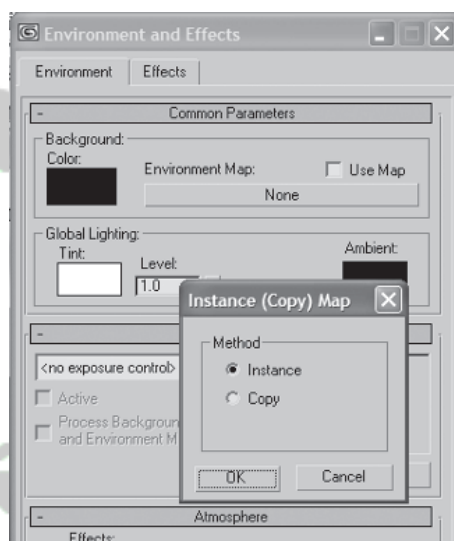 Environment and Effects
Environment Effects
- Common Parameters
Background:
Color:
Environment Map: Use Map
None
Global Lighting:
Tint:
Level:
Ambient:
1.0
Instance (Copy) Map
-
Method
<no exposure control>
Instance
Active
Copy
Process Backgroun
and Environment M
OK Cancel
- Atmosphere
Effects: